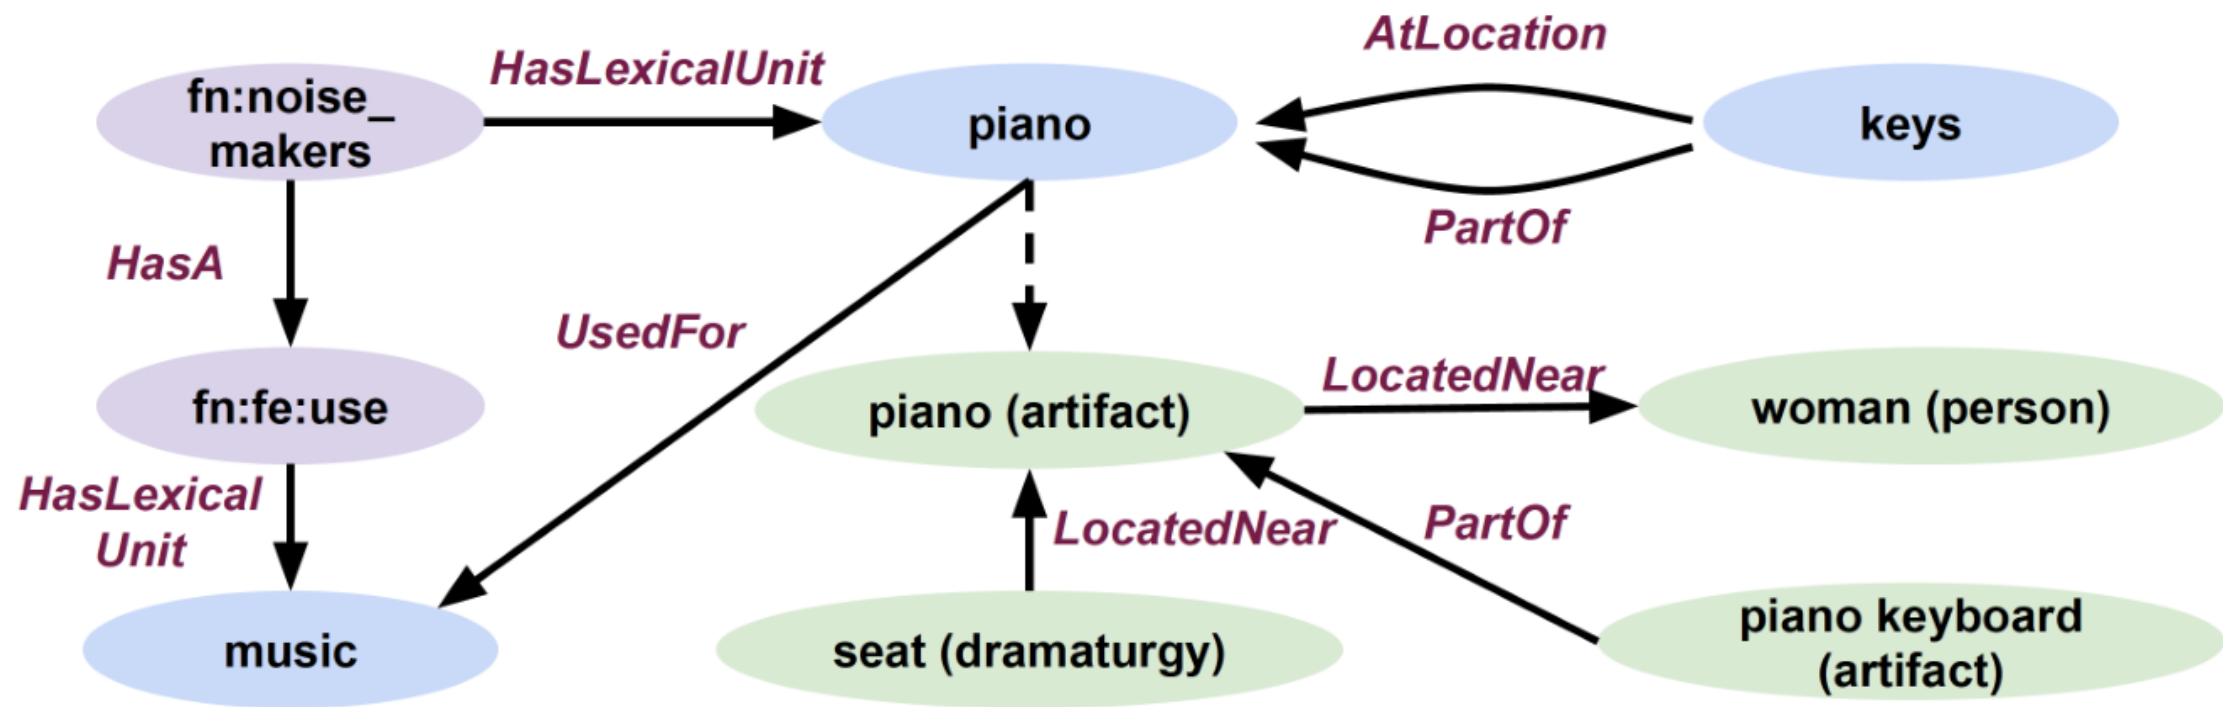 AtLocation
HasLexicalUnit
fn:noise_
makers
piano
keys
PartOf
HasA
UsedFor
LocatedNear
fn:fe:use
piano (artifact)
woman (person)
HasLexical
Unit
LocatedNear
PartOf
music
seat (dramaturgy)
piano keyboard
(artifact)